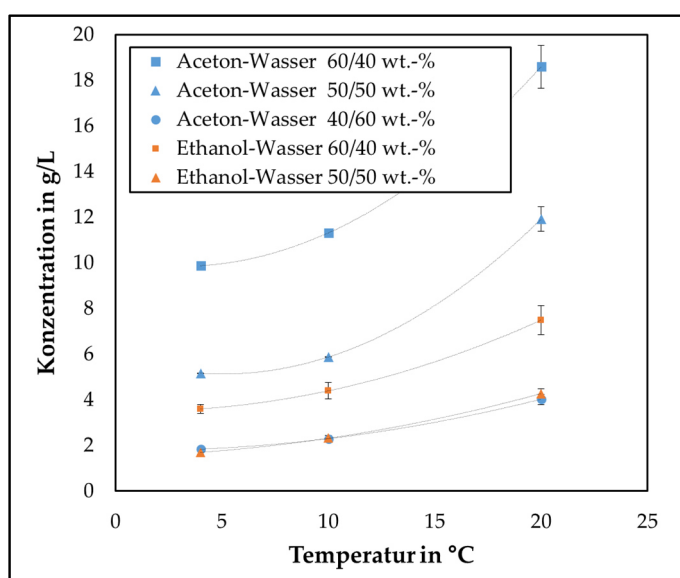 20
18
16
14
12
10
8
6
4
2
0
Konzentration in g/L
Aceton-Wasser 60/40 wt.-%
Aceton-Wasser 50/50 wt.-%
Aceton-Wasser 40/60 wt.-%
Ethanol-Wasser 60/40 wt.-%
Ethanol-Wasser 50/50 wt.-%
0 5 10 15 20 25
Temperatur in °C